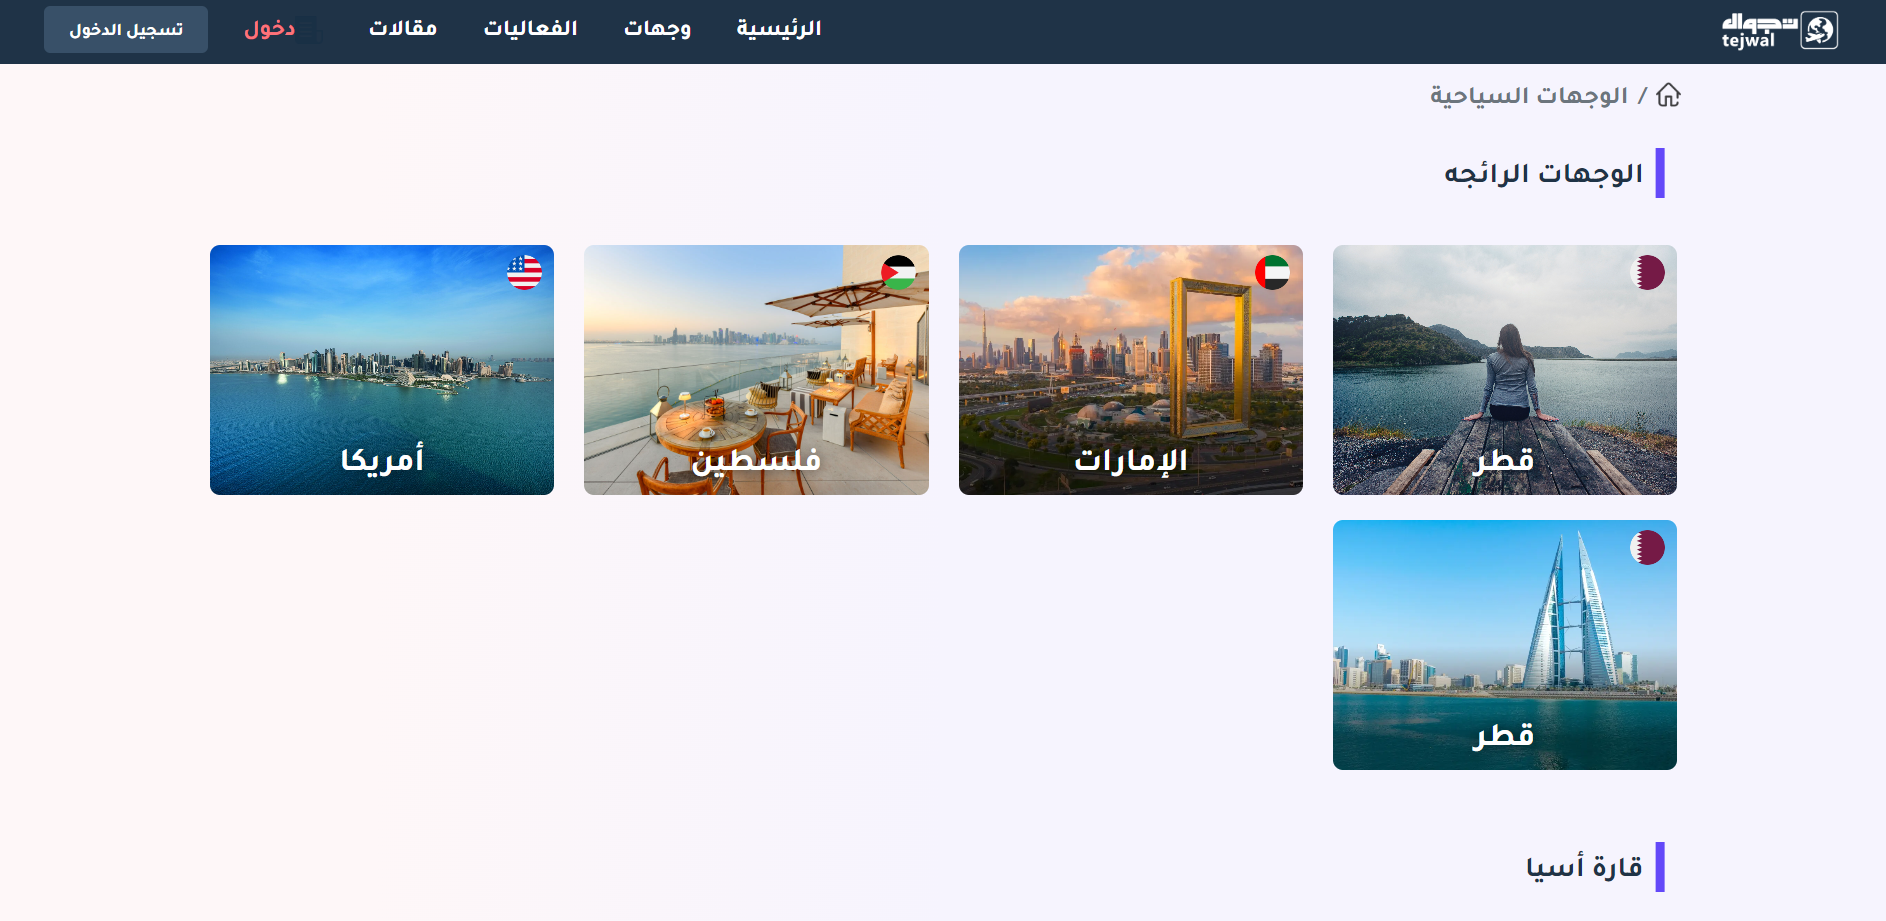 تجوال
tejwal
الرئيسية
وجهات
الفعاليات
مقالات
دخول
تسجيل الدخول
/ الوجهات السياحية
الوجهات الرائجه
قطر
الإمارات
فلسطين
أمريكا
قطر
قارة أسيا